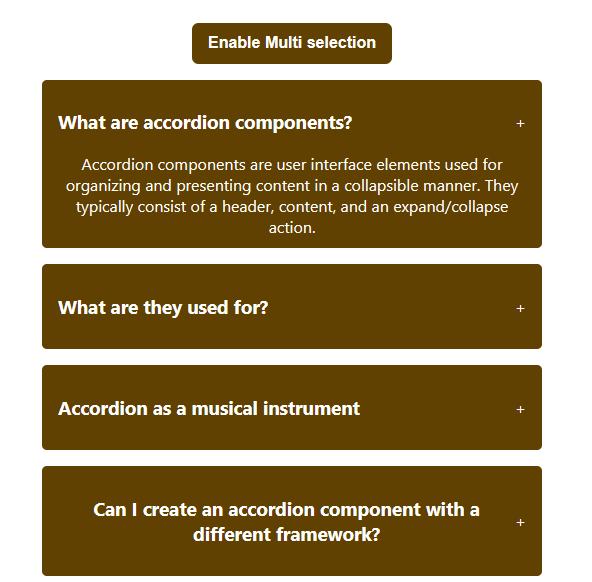 Enable Multi selection
What are accordion components? +
Accordion components are user interface elements used for
organizing and presenting content in a collapsible manner. They
typically consist of a header, content, and an expand/collapse
action.
What are they used for? +
Accordion as a musical instrument +
Can I create an accordion component with a
different framework? +